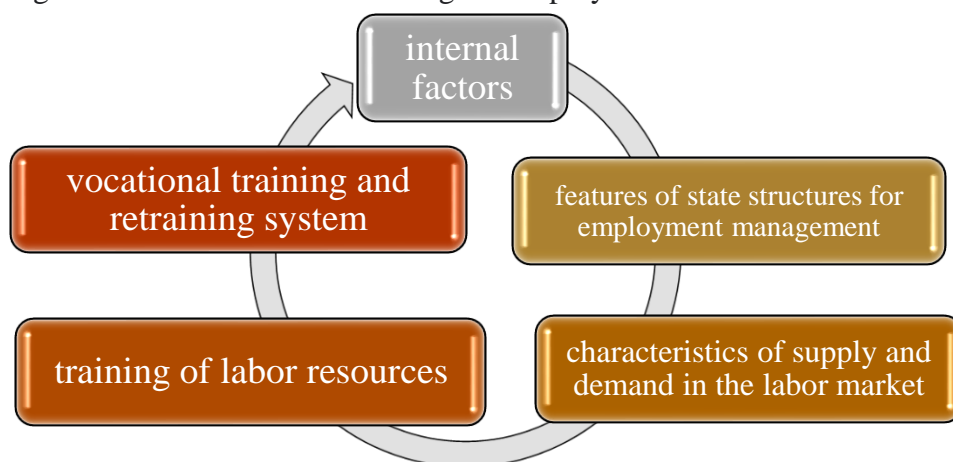 internal
factors
features of state structures for
employment management
characteristics of supply and
demand in the labor market
training of labor resources
vocational training and
retraining system